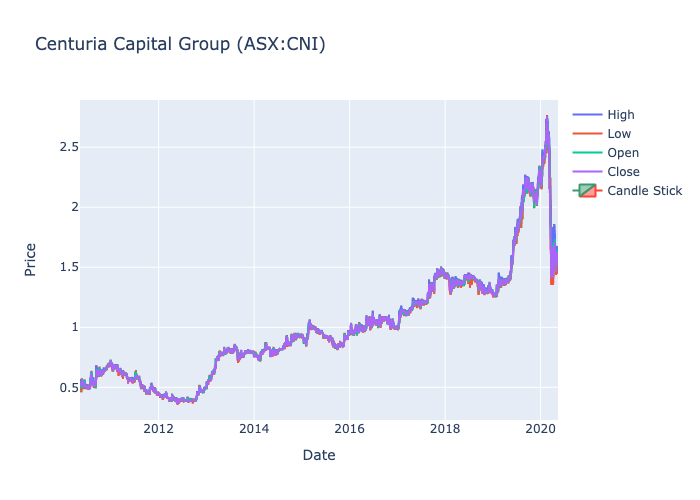 Centuria Capital Group (ASX:CNI)
High
Low
Open
Close
Candle Stick
2.5
2
1.5
1
0.5
Price
2012
2014
2016
2018
2020
Date